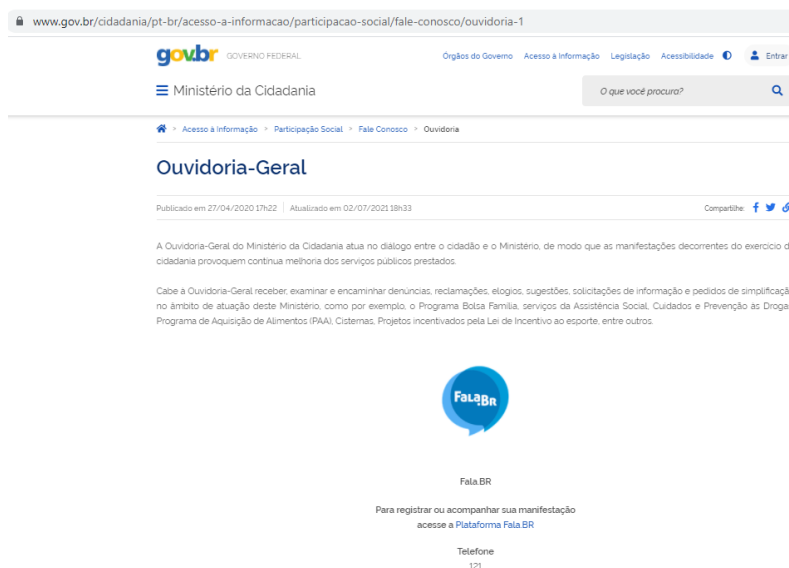 www.gov.br/cidadania/pt-br/acesso-a-informacao/participacao-social/fale-conosco/ouvidoria-1
gov.br GOVERNO FEDERAL Órgãos do Governo Acesso à Informação Legislação Acessibilidade Entrar
Ministério da Cidadania O que você procura?
> Acesso à Informação > Participação Social > Fale Conosco > Ouvidoria
Ouvidoria-Geral
Publicado em 27/04/2020 17h22 Atualizado em 02/07/2021 18h33 Compartilhe:
A Ouvidoria-Geral do Ministério da Cidadania atua no diálogo entre o cidadão e o Ministério, de modo que as manifestações decorrentes do exercício d
cidadania provoquem contínua melhoria dos serviços públicos prestados.
Cabe à Ouvidoria-Geral receber, examinar e encaminhar denúncias, reclamações, elogios, sugestões, solicitações de informação e pedidos de simplificaçã
no âmbito de atuação deste Ministério, como por exemplo, o Programa Bolsa Família, serviços da Assistência Social, Cuidados e Prevenção às Droga
Programa de Aquisição de Alimentos (PAA), Cisternas, Projetos incentivados pela Lei de Incentivo ao esporte, entre outros.
FALA.BR
Fala.BR
Para registrar ou acompanhar sua manifestação
acesse a Plataforma Fala.BR
Telefone
121